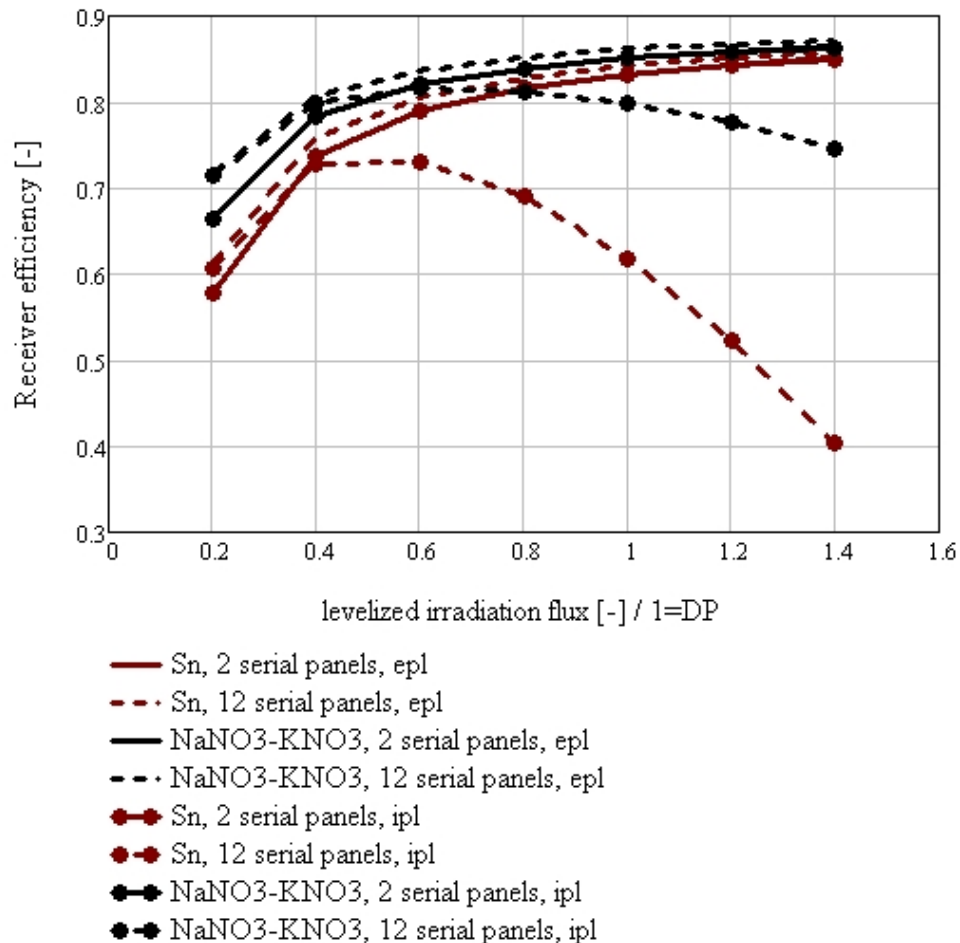 0.9
0.8
0.7
0.6
0.5
0.4
0.3
Receiver efficiency [-]
0 0.2 0.4 0.6 0.8 1 1.2 1.4 1.6
levelized irradiation flux [-] / 1=DP
Sn, 2 serial panels, epl
Sn, 12 serial panels, epl
NaNO3-KNO3, 2 serial panels, epl
NaNO3-KNO3, 12 serial panels, epl
Sn, 2 serial panels, ipl
Sn, 12 serial panels, ipl
NaNO3-KNO3, 2 serial panels, ipl
NaNO3-KNO3, 12 serial panels, ipl